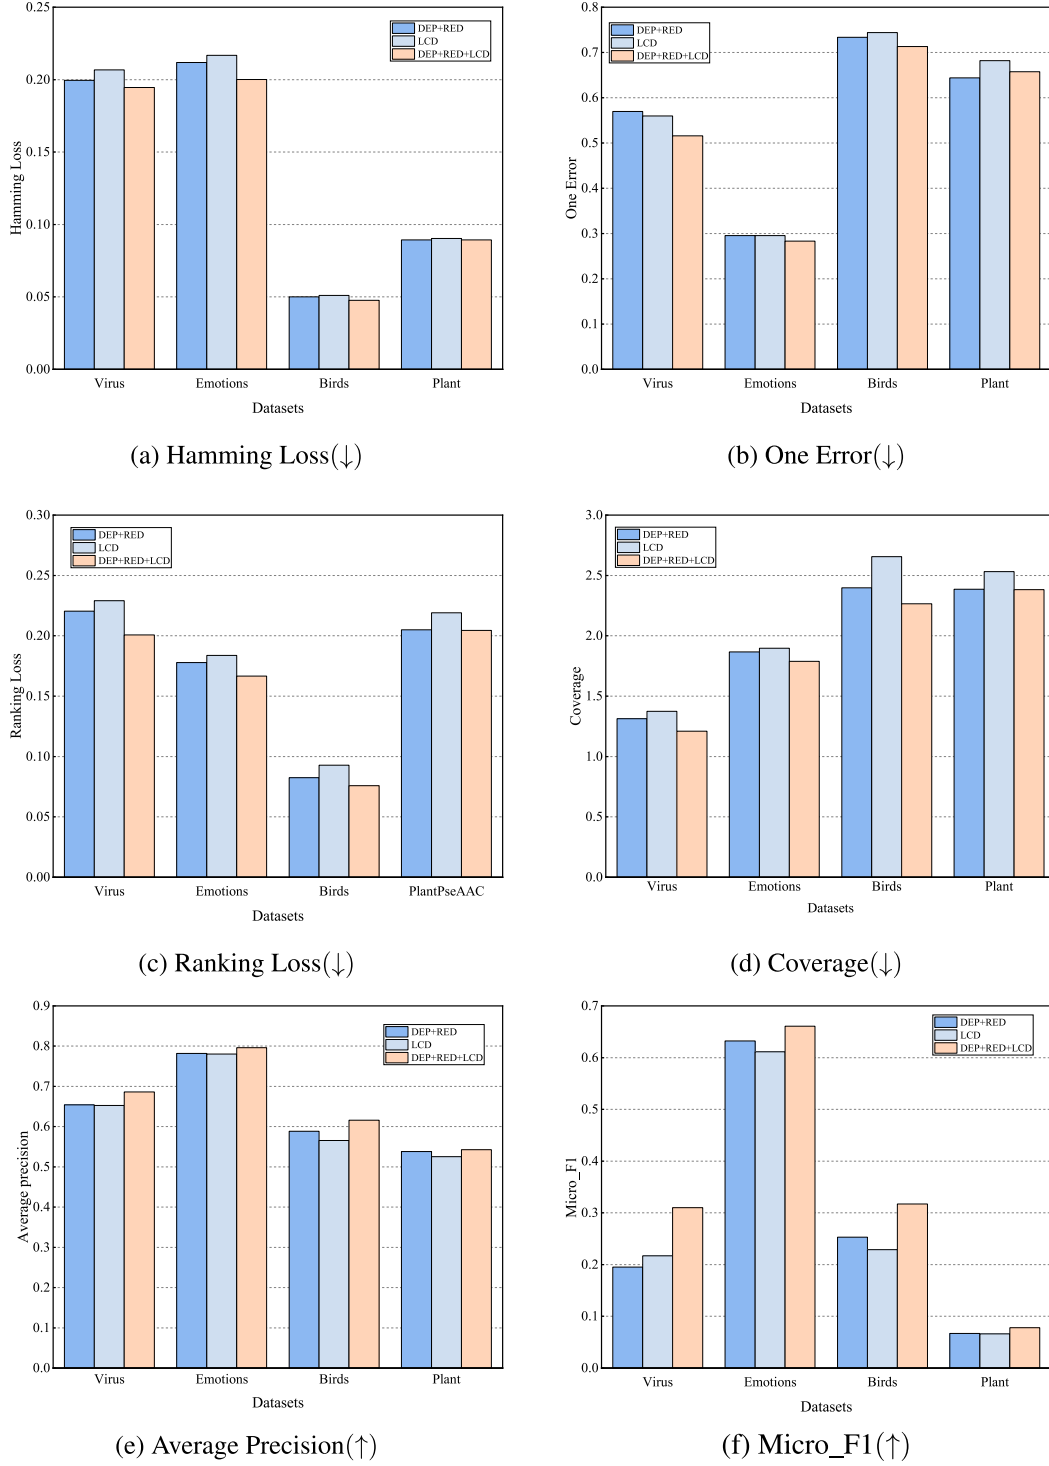 0.25
0.20
0.15
0.10
0.05
0.00
Hamming Loss
DEP+RED
LCD
DEP+RED+LCD
Virus Emotions Birds Plant
Datasets
(a) Hamming Loss(↓)
0.8
0.7
0.6
0.5
0.4
0.3
0.2
0.1
0.0
One Error
DEP+RED
LCD
DEP+RED+LCD
Virus Emotions Birds Plant
Datasets
(b) One Error(↓)
0.30
0.25
0.20
0.15
0.10
0.05
0.00
Ranking Loss
DEP+RED
LCD
DEP+RED+LCD
Virus Emotions Birds PlantPseAAC
Datasets
(c) Ranking Loss(↓)
3.0
2.5
2.0
1.5
1.0
0.5
0.0
Coverage
DEP+RED
LCD
DEP+RED+LCD
Virus Emotions Birds Plant
Datasets
(d) Coverage(↓)
0.9
0.8
0.7
0.6
0.5
0.4
0.3
0.2
0.1
0.0
Average precision
DEP+RED
LCD
DEP+RED+LCD
Virus Emotions Birds Plant
Datasets
(e) Average Precision(↑)
0.7
0.6
0.5
0.4
0.3
0.2
0.1
0.0
Micro_F1
DEP+RED
LCD
DEP+RED+LCD
Virus Emotions Birds Plant
Datasets
(f) Micro_F1(↑)